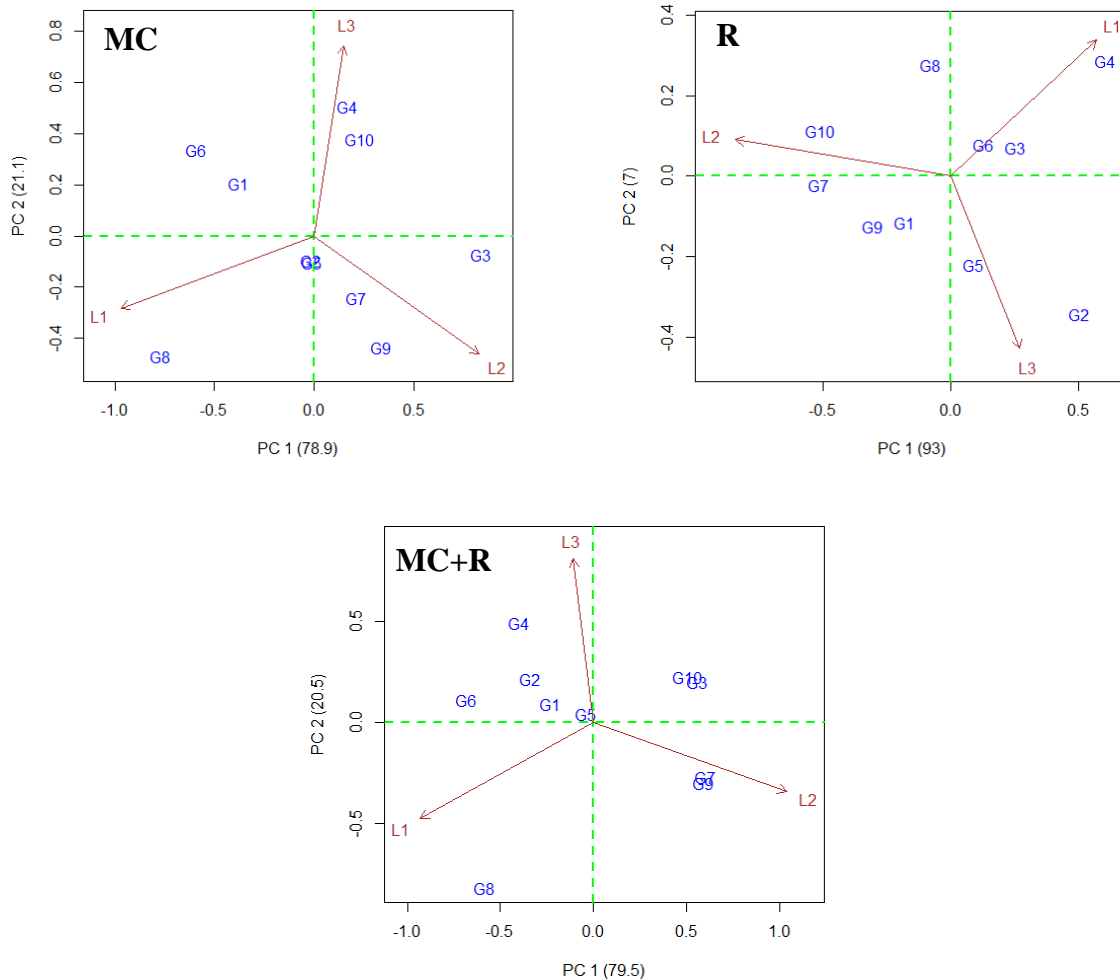 MC
L3
G4
G10
G6
G1
G3
G7
L1
G8
G9
L2
0.8
0.6
0.4
0.2
0.0
-0.2
-0.4
PC 2 (21.1)
-1.0 -0.5 0.0 0.5
PC 1 (78.9)
R
L1
G4
G8
G10
L2
G6
G3
G7
G9
G1
G5
G2
L3
0.4
0.2
0.0
-0.2
-0.4
PC 2 (7)
-0.5 0.0 0.5
PC 1 (93)
MC+R
L3
G4
G10
G3
G2
G6
G1
G5
G7
G9
L2
L1
G8
0.5
0.0
-0.5
PC 2 (20.5)
-1.0 -0.5 0.0 0.5 1.0
PC 1 (79.5)